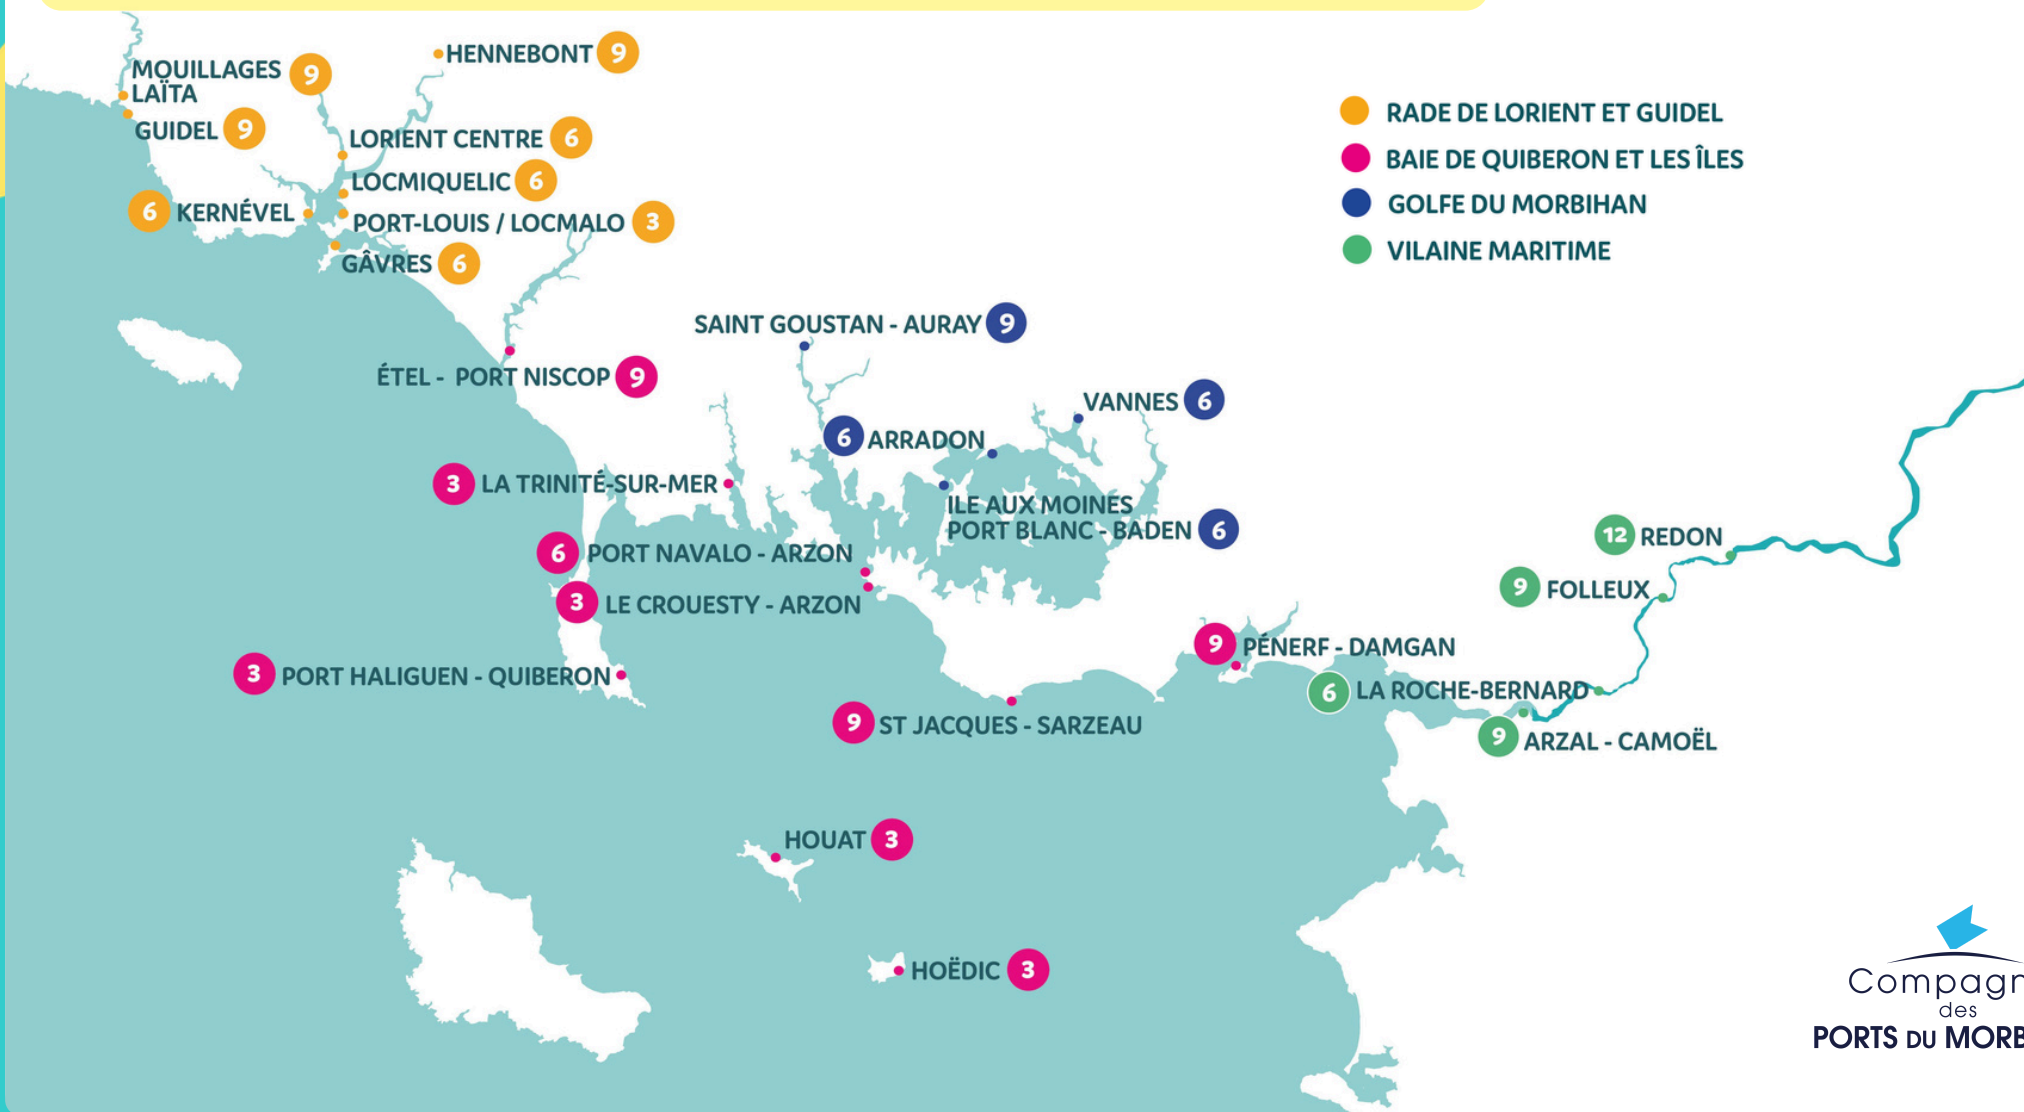 HENNEBONT 9
MOUILLAGES 9
LAÏTA
GUIDEL 9
LORIENT CENTRE 6
LOCMIQUELIC 6
6 KERNÉVEL
PORT-LOUIS / LOCMALO 3
GÂVRES 6
RADE DE LORIENT ET GUIDEL
BAIE DE QUIBERON ET LES ÎLES
GOLFE DU MORBIHAN
VILAINE MARITIME
SAINT GOUSTAN - AURAY 9
ÉTEL - PORT NISCOP 9
VANNES 6
6 ARRADON
3 LA TRINITÉ-SUR-MER
ILE AUX MOINES
PORT BLANC - BADEN 6
6 PORT NAVALO - ARZON
3 LE CROUESTY - ARZON
12 REDON
9 FOLLEUX
9 PÉNERF - DAMGAN
3 PORT HALIGUEN - QUIBERON
6 LA ROCHE-BERNARD
9 ST JACQUES - SARZEAU
9 ARZAL - CAMOËL
HOUAT 3
HOËDIC 3
Compagn
des
PORTS DU MORB